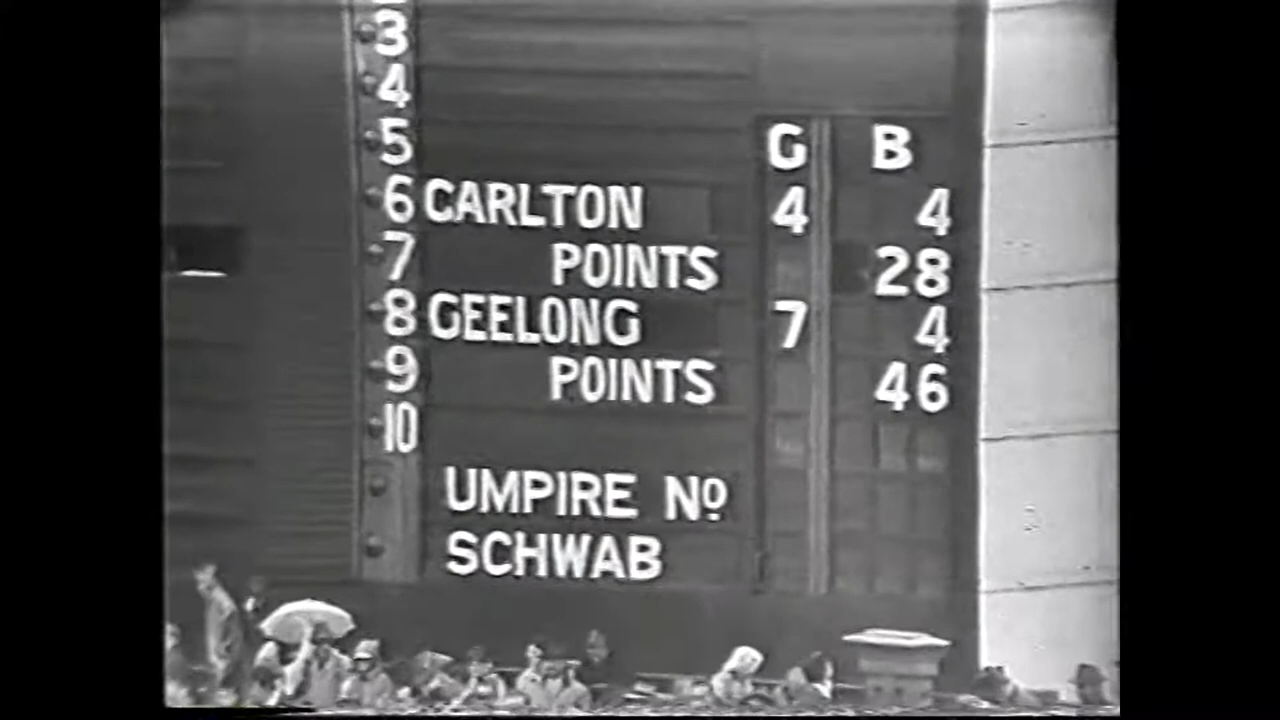 3
4
5 G B
6 CARLTON 4 4
7 POINTS 28
8 GEELONG 7 4
9 POINTS 46
10
UMPIRE Nº
SCHWAB